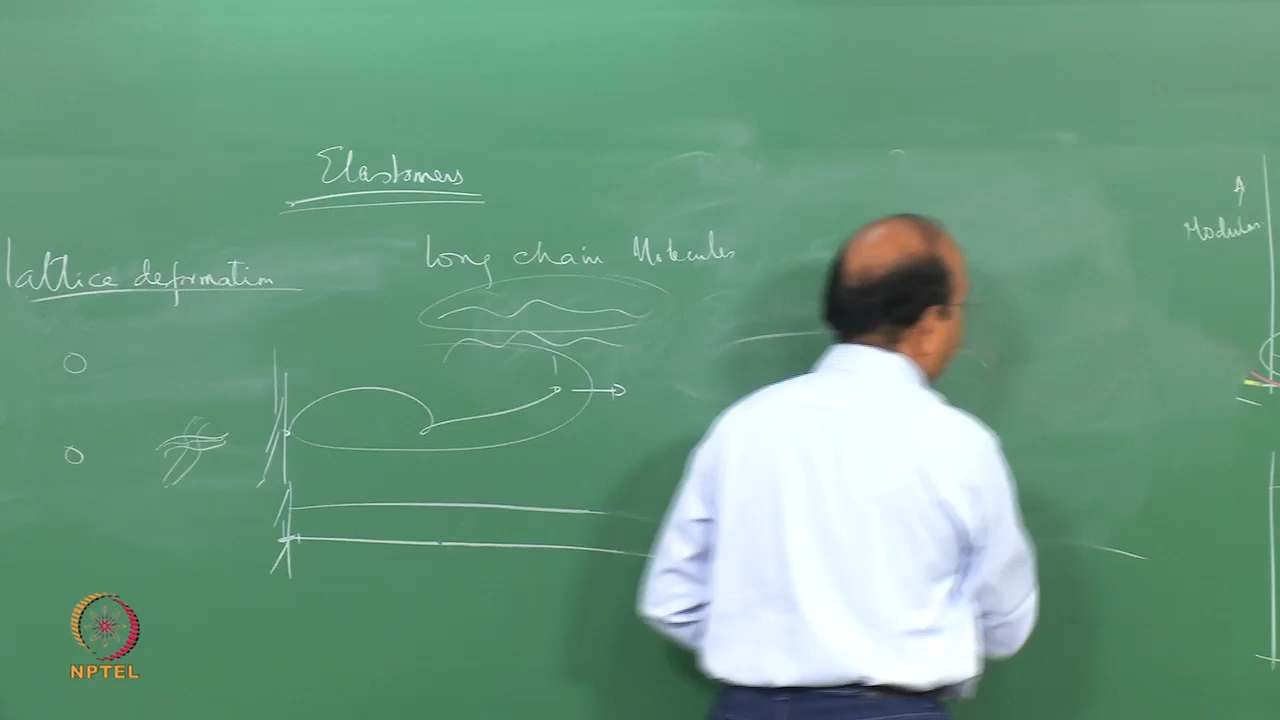 Elastomers
lattice deformation
Long chain Molecules
Modulus
NPTEL